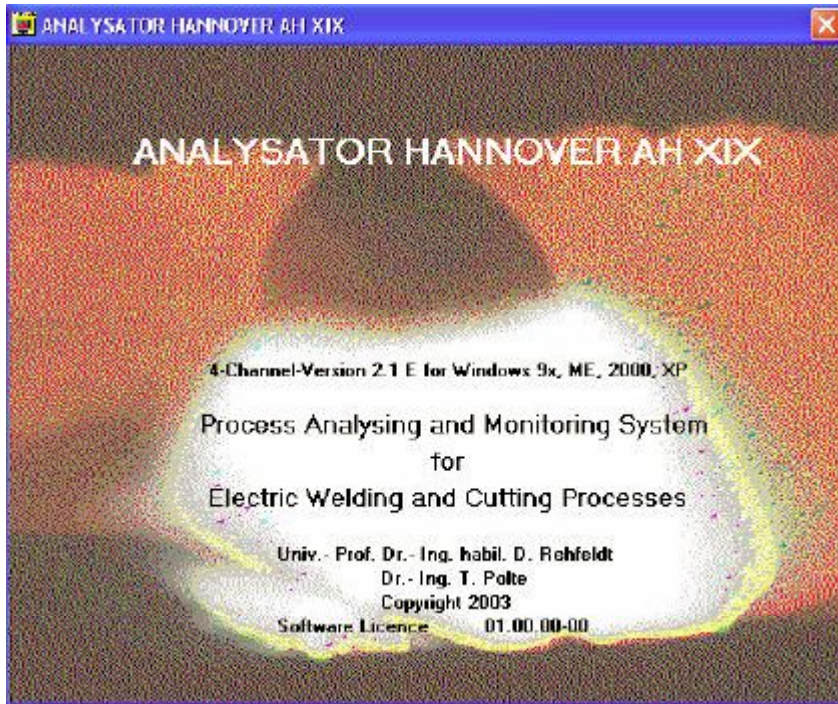 ANALYSATOR HANNOVER AH XIX
ANALYSATOR HANNOVER AH XIX
4-Channel-Version 2.1 E for Windows 9x, ME, 2000, XP
Process Analysing and Monitoring System
for
Electric Welding and Cutting Processes
Univ.- Prof. Dr.- Ing. habil. D. Rehfeldt
Dr.- Ing. T. Polte
Copyright 2003
Software Licence 01.00.00-00